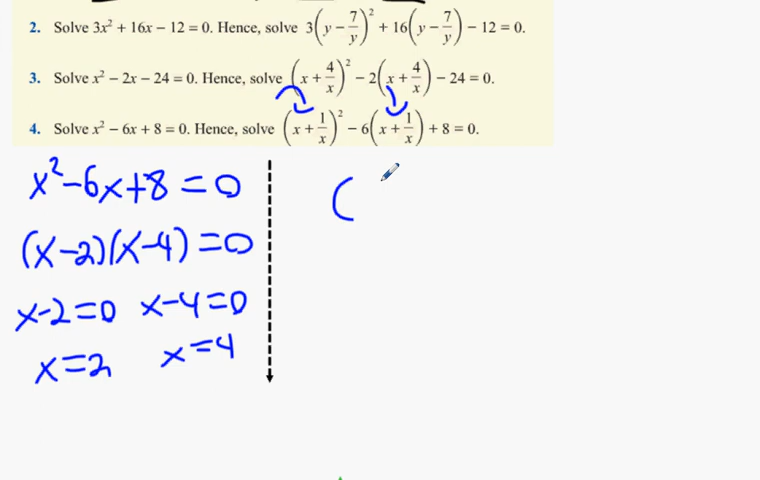 2. Solve 3x² + 16x − 12 = 0. Hence, solve 3(y − 7/y)² + 16(y − 7/y) − 12 = 0.
3. Solve x² − 2x − 24 = 0. Hence, solve (x + 4/x)² − 2(x + 4/x) − 24 = 0.
4. Solve x² − 6x + 8 = 0. Hence, solve (x + 1/x)² − 6(x + 1/x) + 8 = 0.
x²−6x+8=0 (
(x−2)(x−4)=0
x−2=0 x−4=0
x=2 x=4